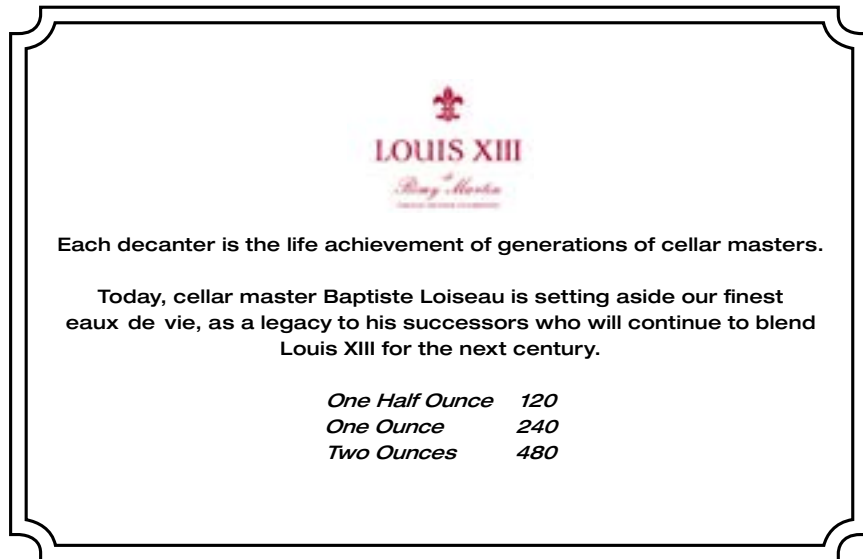 LOUIS XIII
de
Rémy Martin
Each decanter is the life achievement of generations of cellar masters.
Today, cellar master Baptiste Loiseau is setting aside our finest
eaux de vie, as a legacy to his successors who will continue to blend
Louis XIII for the next century.
One Half Ounce 120
One Ounce 240
Two Ounces 480